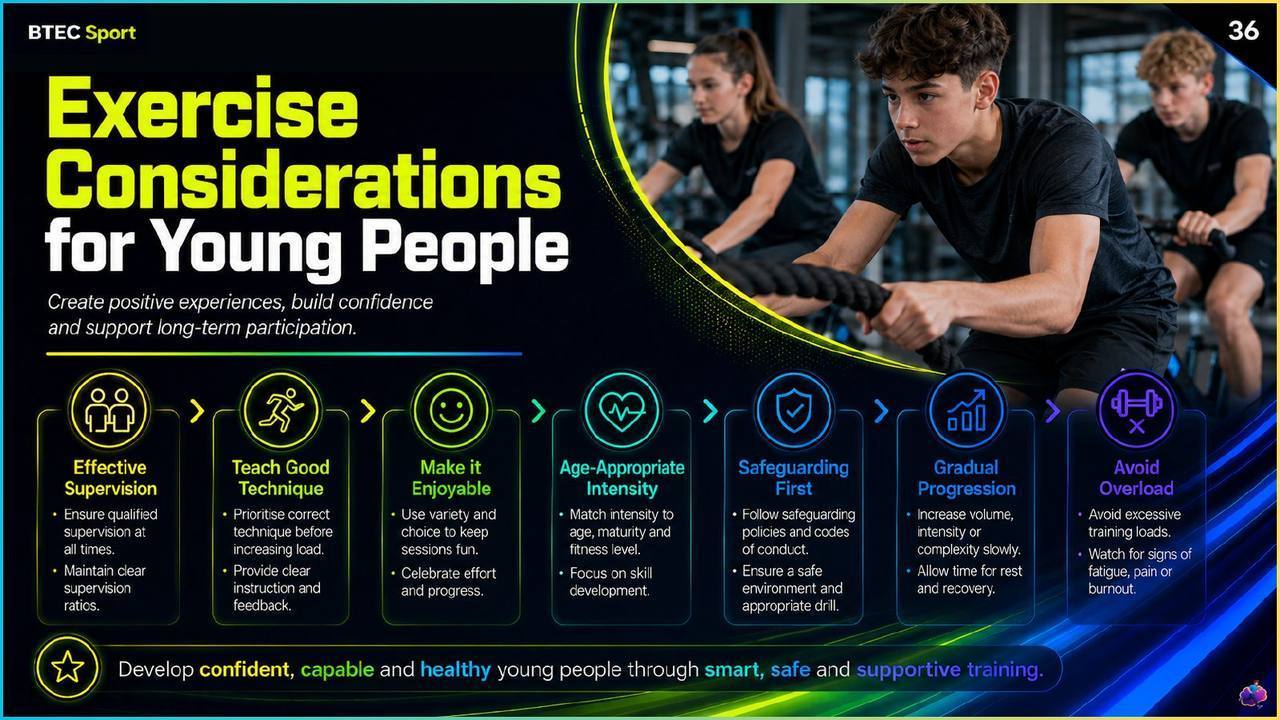 BTEC Sport
36
Exercise
Considerations
for Young People
Create positive experiences, build confidence
and support long-term participation.
Effective
Supervision
• Ensure qualified
supervision at
all times.
• Maintain clear
supervision
ratios.
Teach Good
Technique
• Prioritise correct
technique before
increasing load.
• Provide clear
instruction and
feedback.
Make it
Enjoyable
• Use variety and
choice to keep
sessions fun.
• Celebrate effort
and progress.
Age-Appropriate
Intensity
• Match intensity to
age, maturity and
fitness level.
• Focus on skill
development.
Safeguarding
First
• Follow safeguarding
policies and codes
of conduct.
• Ensure a safe
environment and
appropriate drill.
Gradual
Progression
• Increase volume,
intensity or
complexity slowly.
• Allow time for rest
and recovery.
Avoid
Overload
• Avoid excessive
training loads.
• Watch for signs of
fatigue, pain or
burnout.
Develop confident, capable and healthy young people through smart, safe and supportive training.